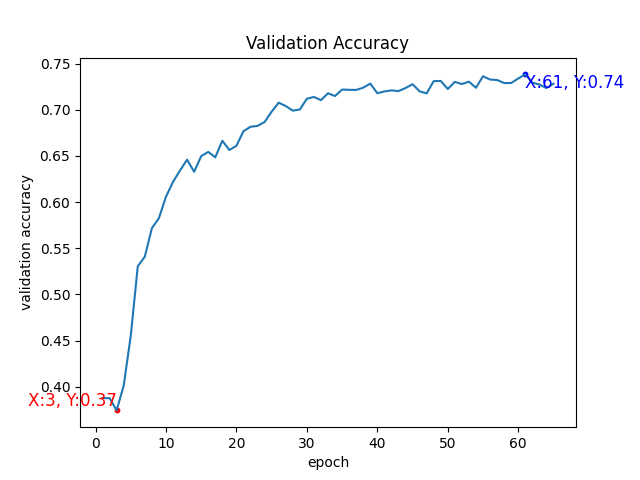 Validation Accuracy
0.75
0.70
0.65
0.60
0.55
0.50
0.45
0.40
validation accuracy
X:61, Y:0.74
X:3, Y:0.37
0 10 20 30 40 50 60
epoch